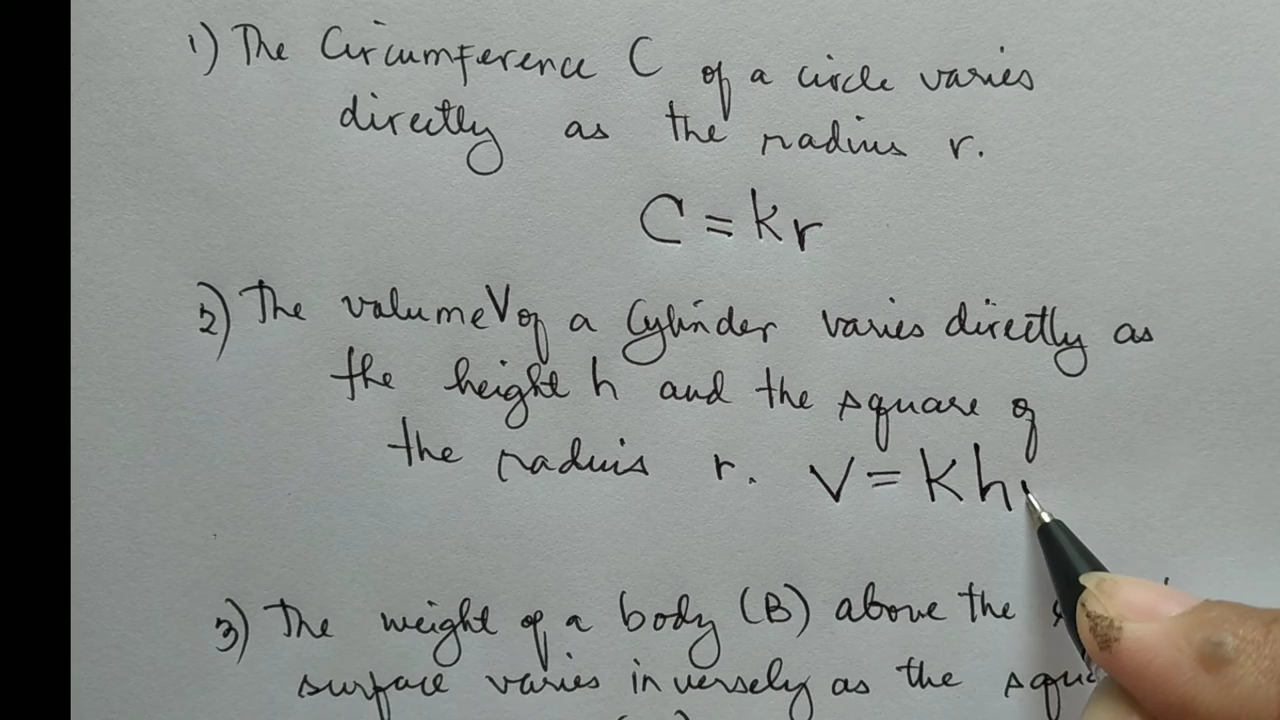 1) The Circumference C of a circle varies
directly as the radius r.
C = kr
2) The volume V of a Cylinder varies directly as
the height h and the square of
the raduis r. V = Kh
3) The weight of a body (B) above the
surface varies inversely as the